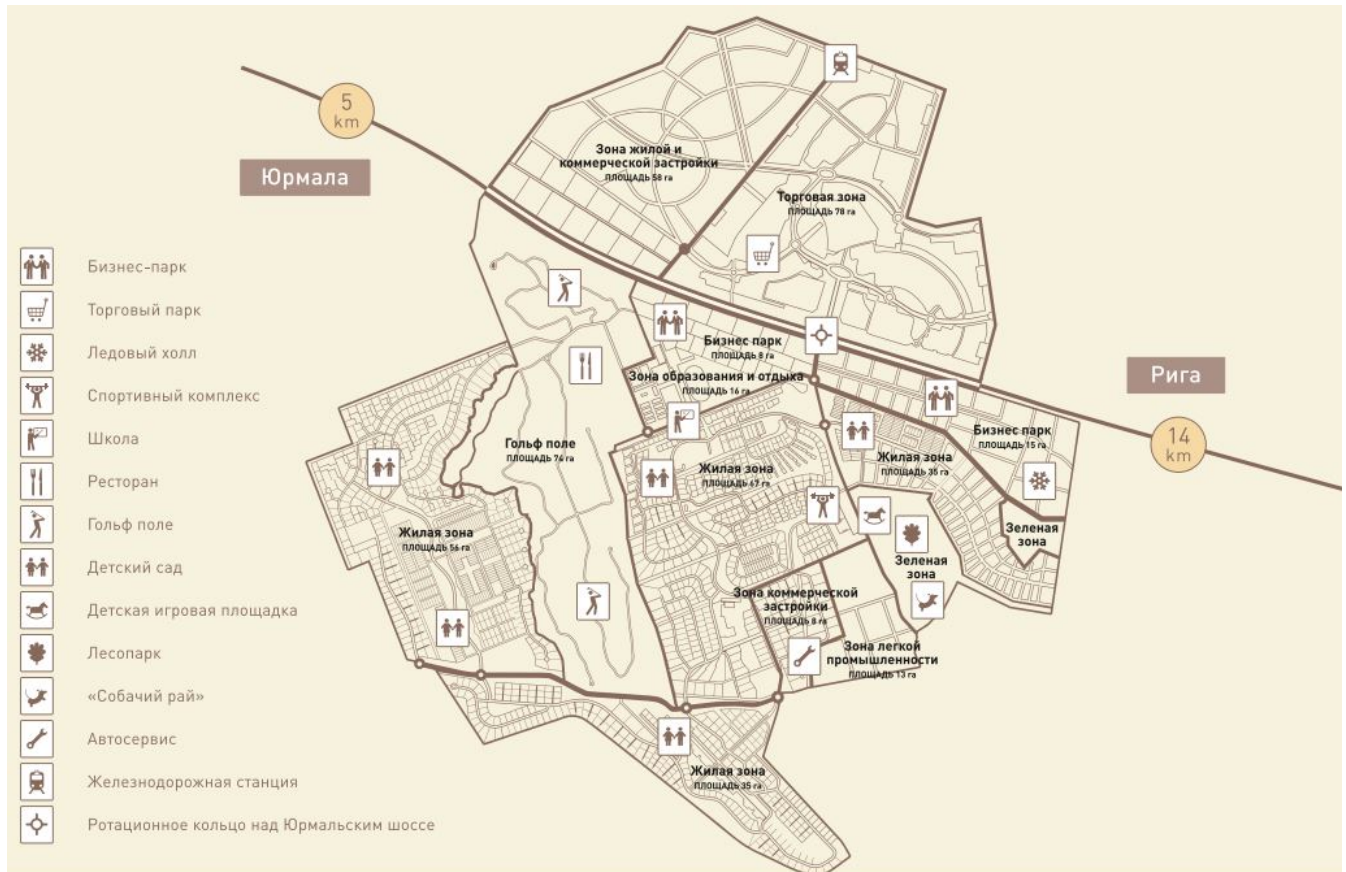 5
km
Юрмала
Зона жилой и
коммерческой застройки
ПЛОЩАДЬ 58 га
Торговая зона
ПЛОЩАДЬ 78 га
Бизнес-парк
Торговый парк
Ледовый холл
Спортивный комплекс
Школа
Ресторан
Гольф поле
Детский сад
Детская игровая площадка
Лесопарк
«Собачий рай»
Автосервис
Железнодорожная станция
Ротационное кольцо над Юрмальским шоссе
Бизнес парк
ПЛОЩАДЬ 8 га
Зона образования и отдыха
ПЛОЩАДЬ 16 га
Рига
14
km
Бизнес парк
ПЛОЩАДЬ 15 га
Гольф поле
ПЛОЩАДЬ 74 га
Жилая зона
ПЛОЩАДЬ 67 га
Жилая зона
ПЛОЩАДЬ 35 га
Жилая зона
ПЛОЩАДЬ 56 га
Зеленая
зона
Зеленая
зона
Зона коммерческой
застройки
ПЛОЩАДЬ 8 га
Зона легкой
промышленности
ПЛОЩАДЬ 13 га
Жилая зона
ПЛОЩАДЬ 35 га